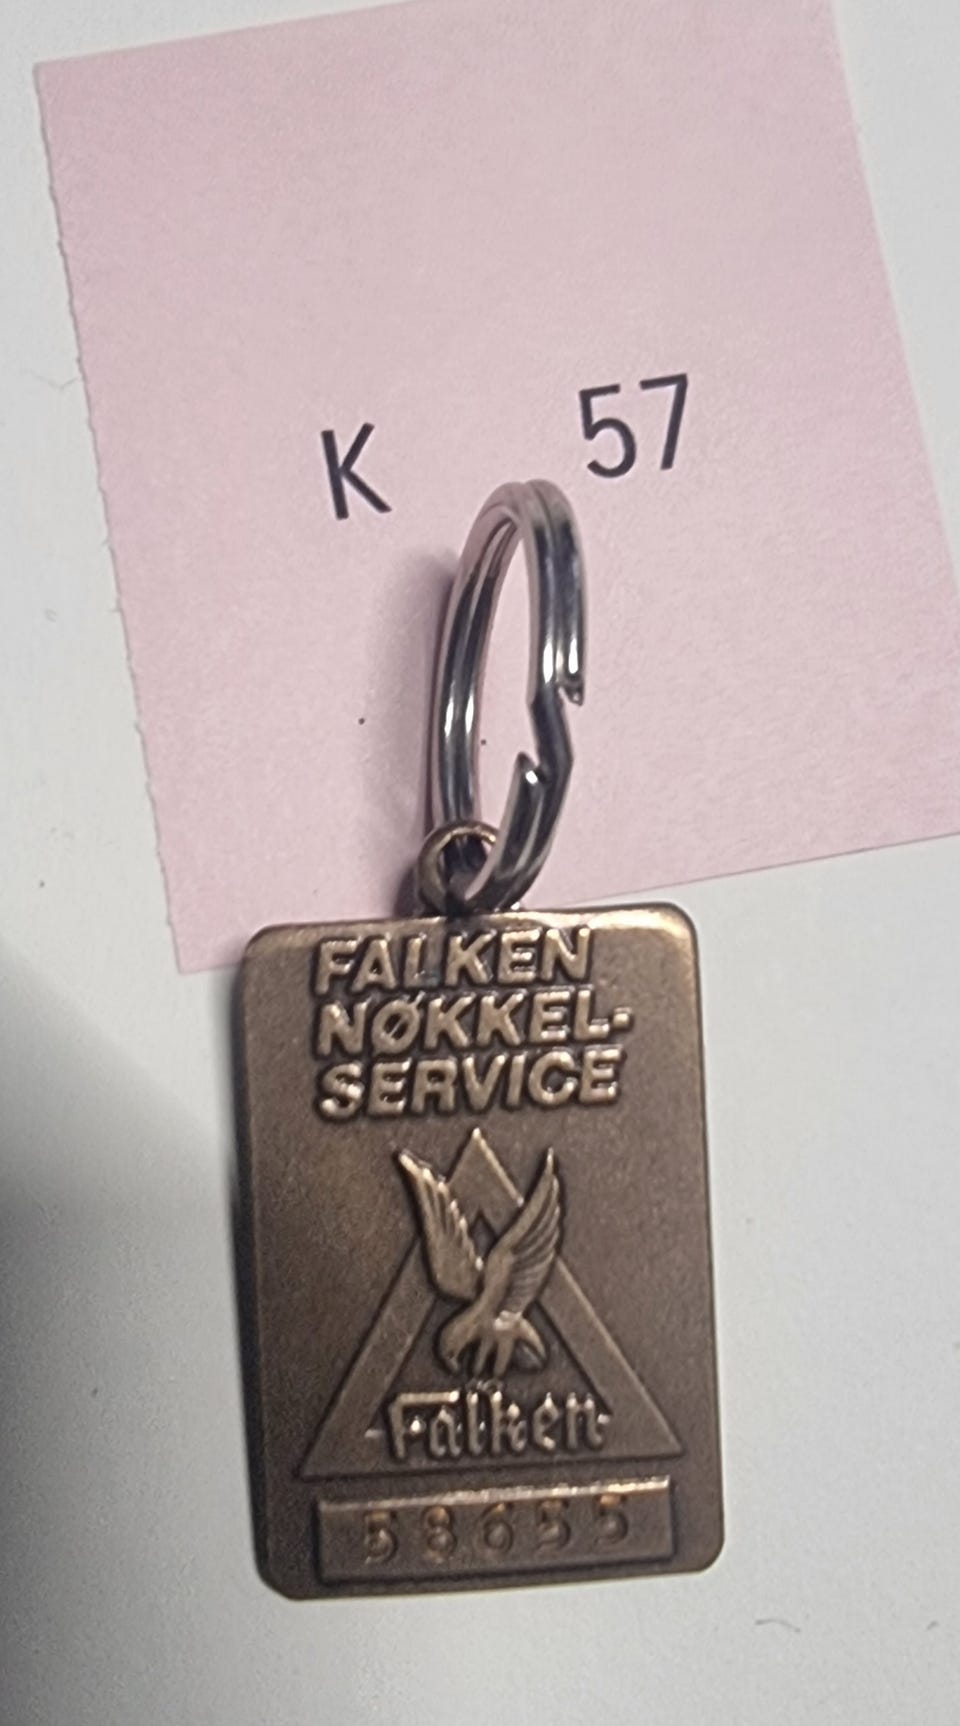 K 57
FALKEN
NØKKEL-
SERVICE
Falken
58655